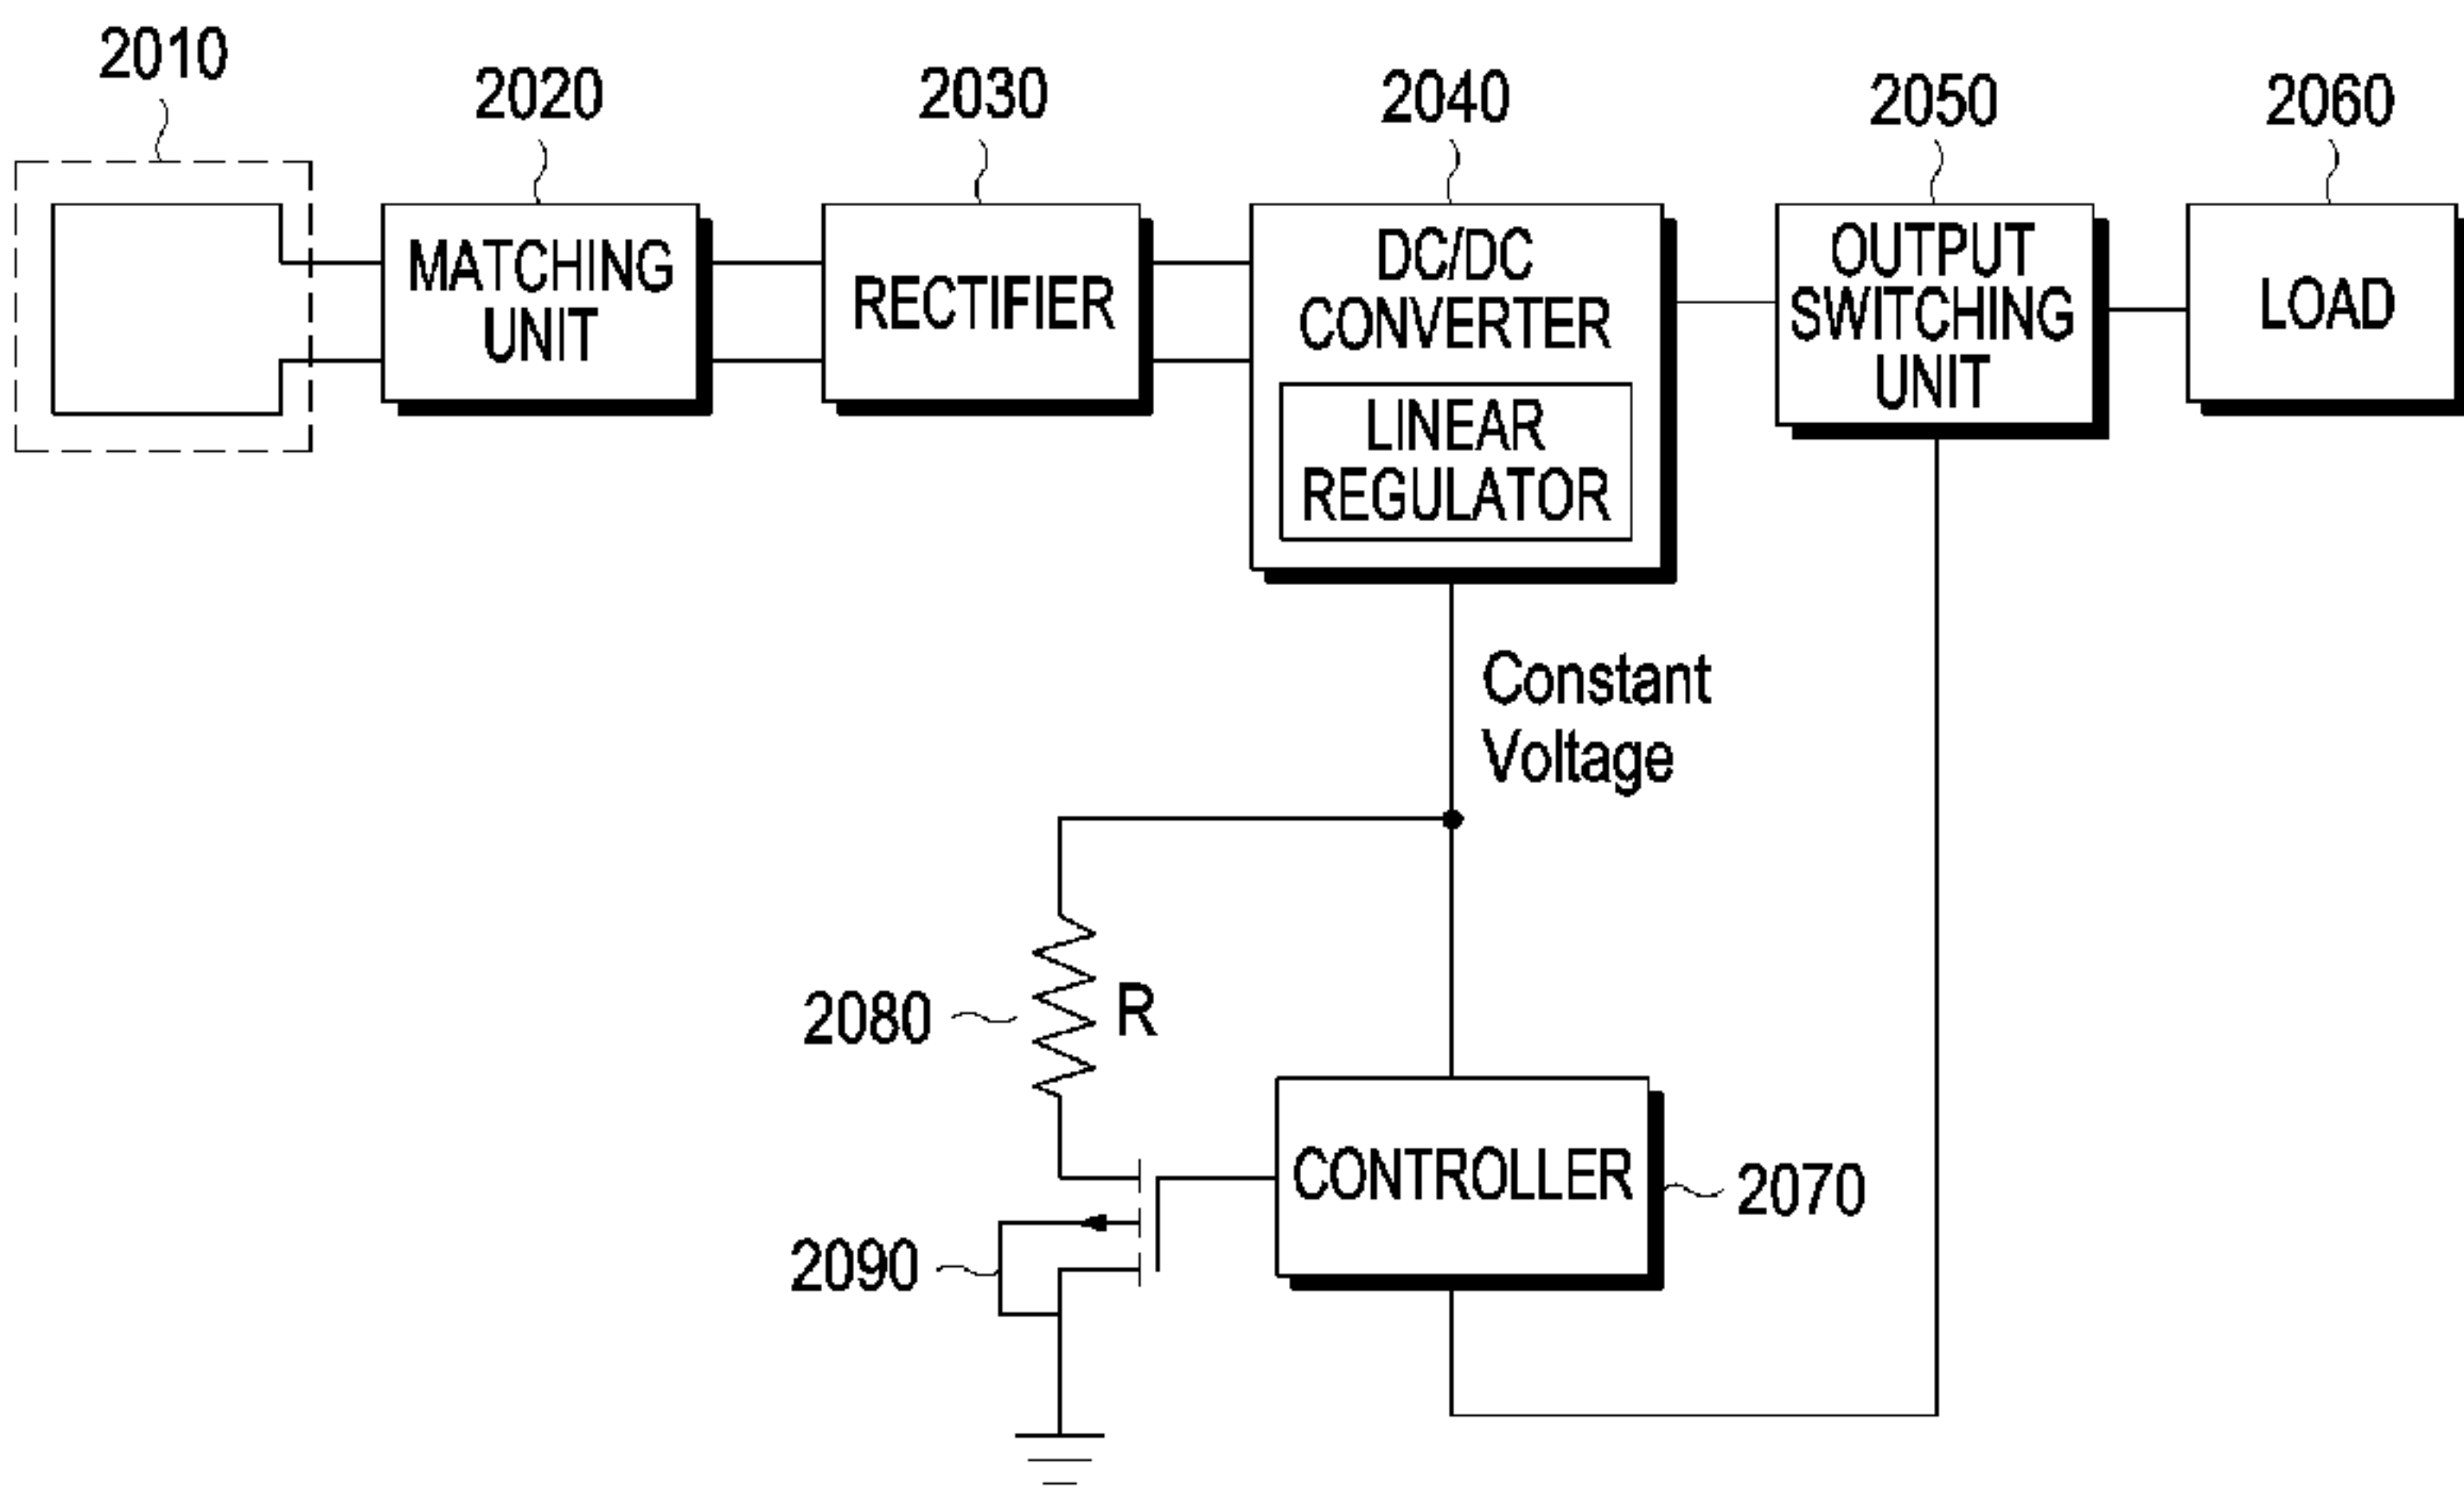 2010
2020
2030
2040
2050
2060
MATCHING
UNIT
RECTIFIER
DC/DC
CONVERTER
LINEAR
REGULATOR
OUTPUT
SWITCHING
UNIT
LOAD
Constant
Voltage
2080
R
CONTROLLER
2070
2090